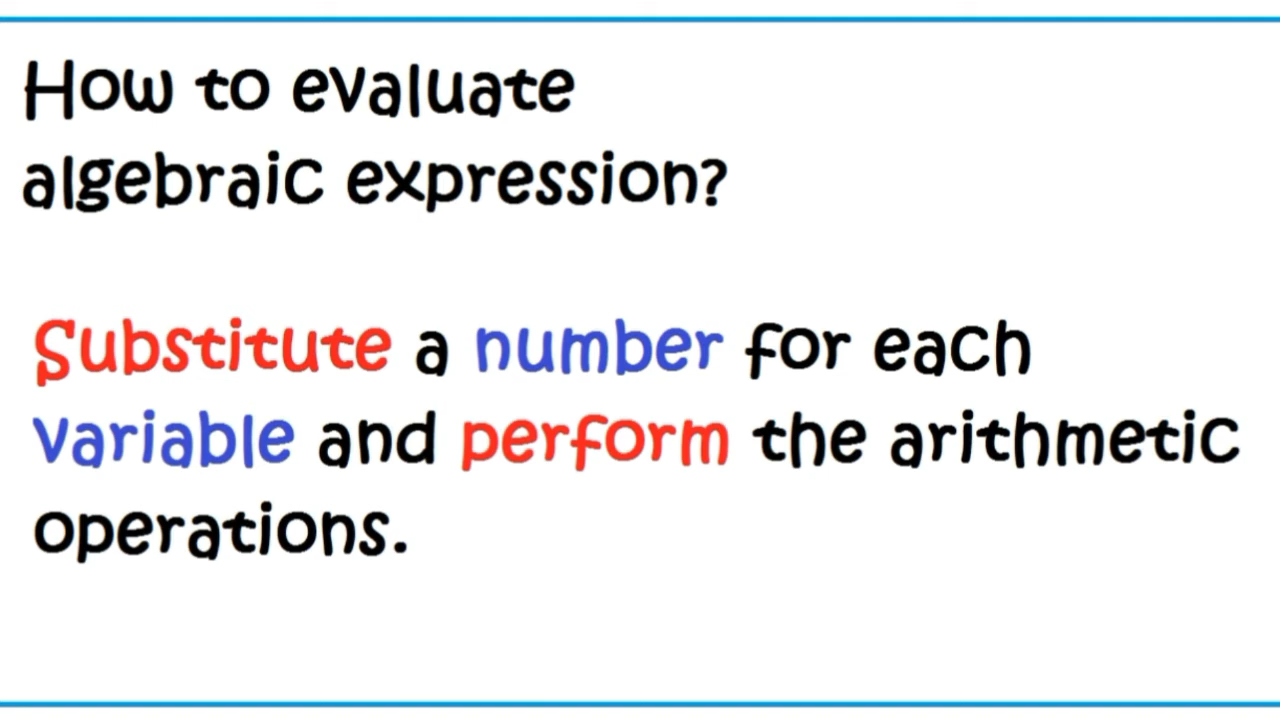 How to evaluate
algebraic expression?
Substitute a number for each
variable and perform the arithmetic
operations.